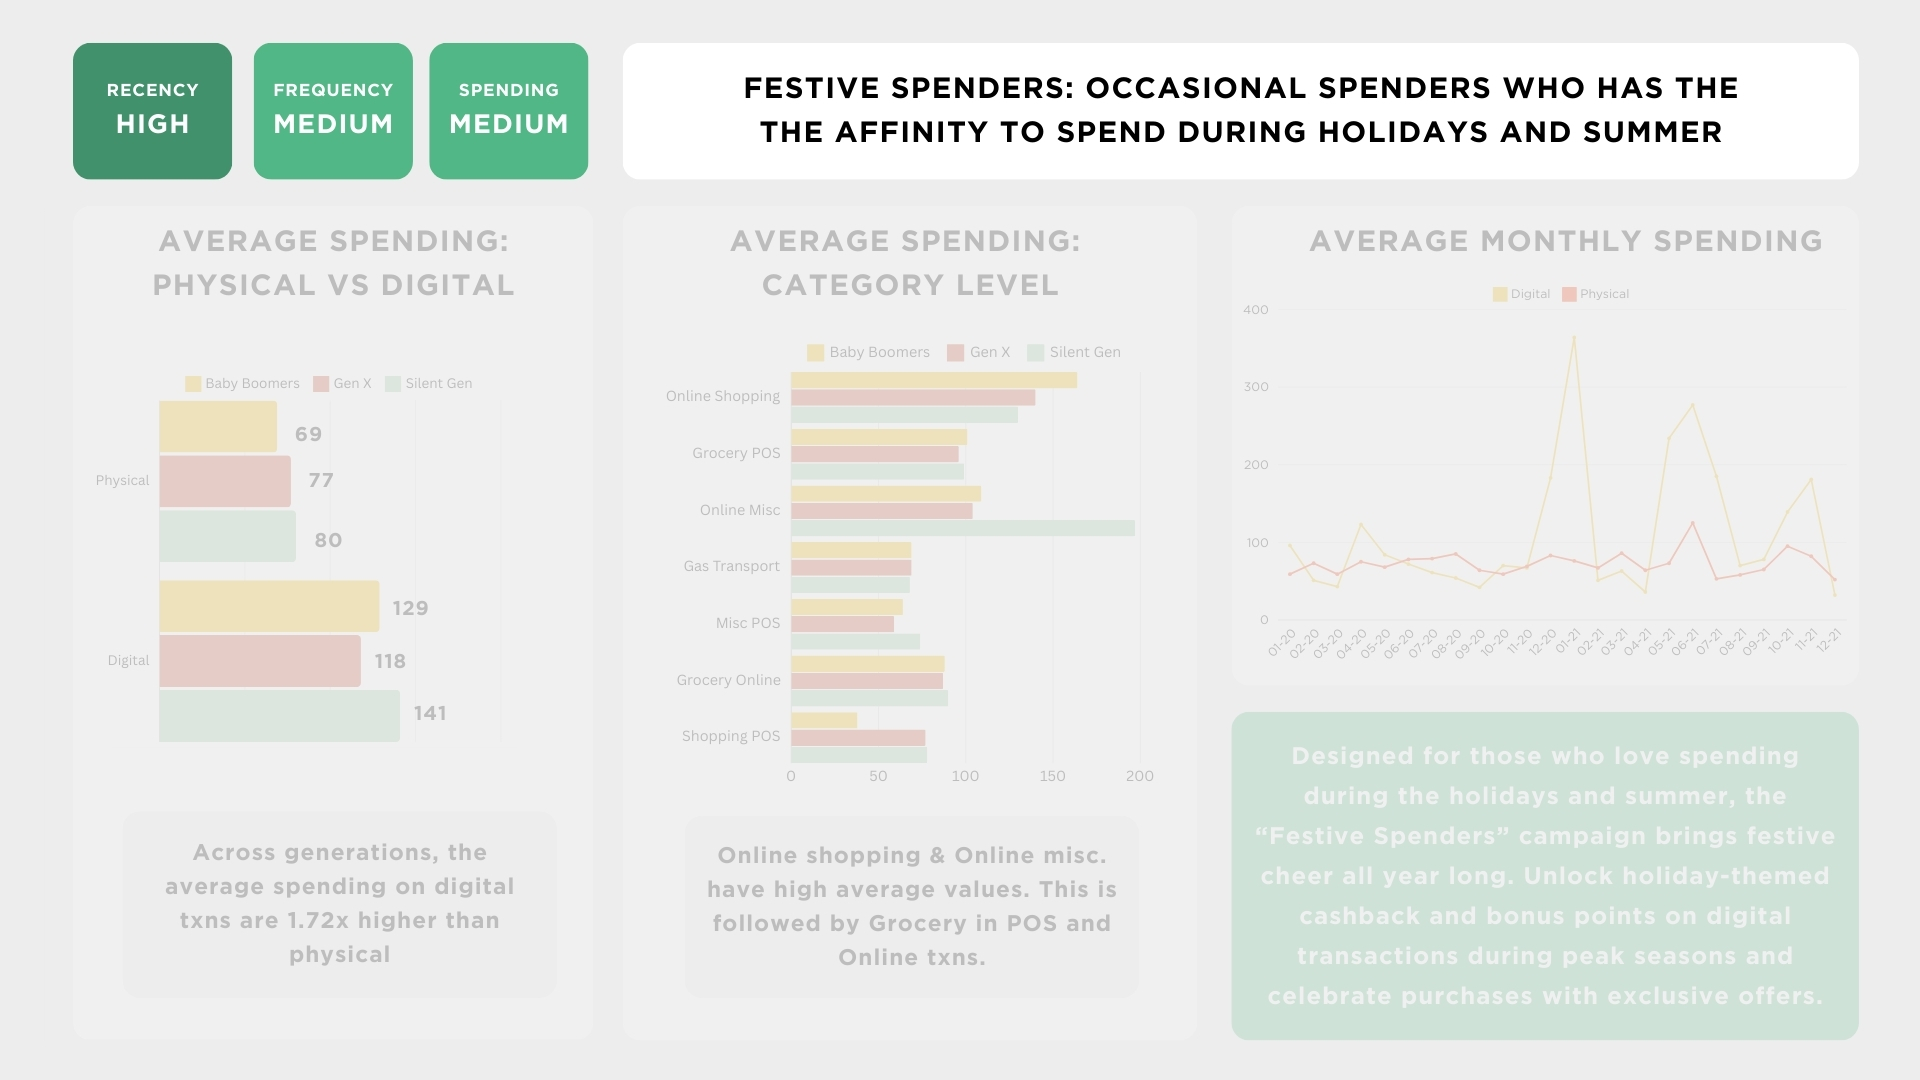 RECENCY
HIGH
FREQUENCY
MEDIUM
SPENDING
MEDIUM
FESTIVE SPENDERS: OCCASIONAL SPENDERS WHO HAS THE
THE AFFINITY TO SPEND DURING HOLIDAYS AND SUMMER
AVERAGE SPENDING:
PHYSICAL VS DIGITAL
Baby Boomers Gen X Silent Gen
Physical
69
77
80
Digital
129
118
141
Across generations, the
average spending on digital
txns are 1.72x higher than
physical
AVERAGE SPENDING:
CATEGORY LEVEL
Baby Boomers Gen X Silent Gen
Online Shopping
Grocery POS
Online Misc
Gas Transport
Misc POS
Grocery Online
Shopping POS
0 50 100 150 200
Online shopping & Online misc.
have high average values. This is
followed by Grocery in POS and
Online txns.
AVERAGE MONTHLY SPENDING
Digital Physical
400
300
200
100
0
01-20 02-20 03-20 04-20 05-20 06-20 07-20 08-20 09-20 10-20 11-20 12-20 01-21 02-21 03-21 04-21 05-21 06-21 07-21 08-21 09-21 10-21 11-21 12-21
Designed for those who love spending
during the holidays and summer, the
“Festive Spenders” campaign brings festive
cheer all year long. Unlock holiday-themed
cashback and bonus points on digital
transactions during peak seasons and
celebrate purchases with exclusive offers.